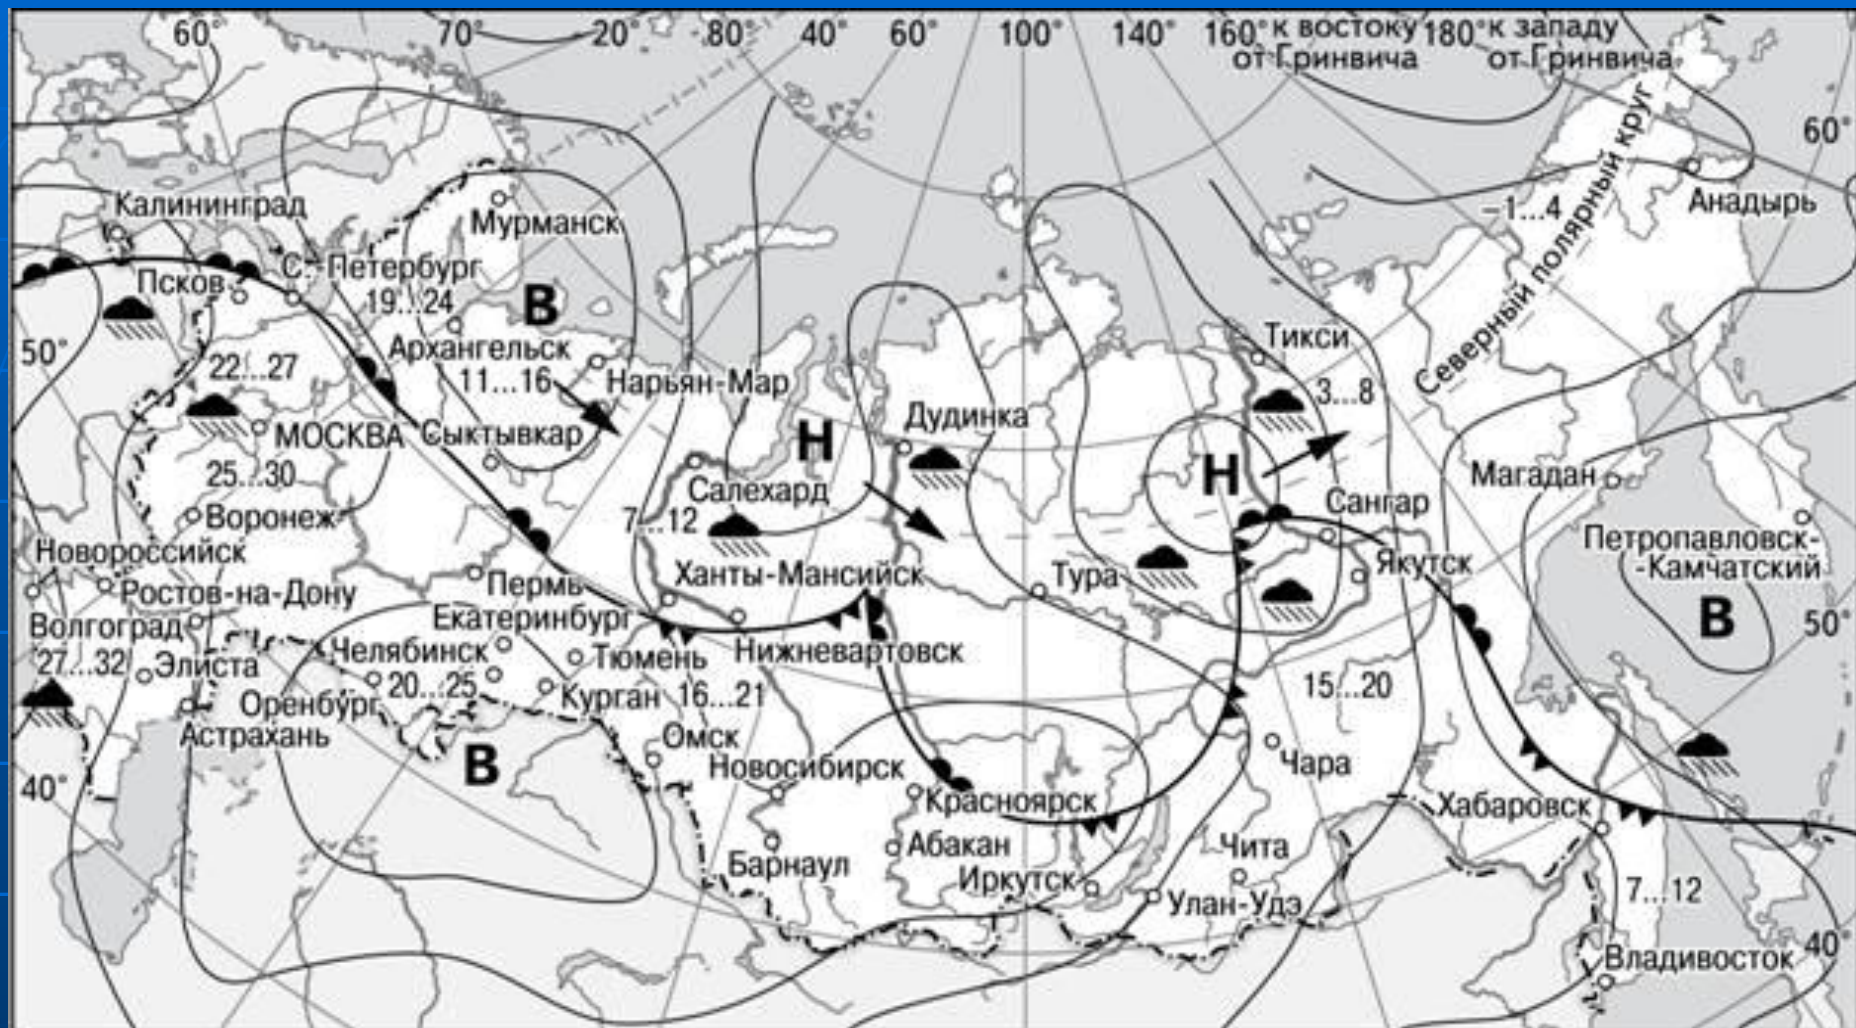 60°
70°
20°
80°
40°
60°
100°
140°
160°
к востоку
от Гринвича
180°
к западу
от Гринвича
60°
Северный полярный круг
Анадырь
–1...4
Калининград
Мурманск
Псков
С.-Петербург
19...24
В
Архангельск
11...16
Нарьян-Мар
Тикси
3...8
50°
22...27
МОСКВА
Сыктывкар
25...30
Н
Дудинка
Н
Магадан
Салехард
7...12
Сангар
Воронеж
Новороссийск
Ростов-на-Дону
Пермь
Ханты-Мансийск
Тура
Якутск
Петропавловск-
-Камчатский
В
50°
Волгоград
27...32
Элиста
Екатеринбург
Челябинск
20...25
Тюмень
Нижневартовск
Курган
16...21
15...20
Оренбург
Астрахань
В
Омск
Новосибирск
Чара
40°
Красноярск
Хабаровск
Барнаул
Абакан
Иркутск
Чита
Улан-Удэ
7...12
Владивосток
40°